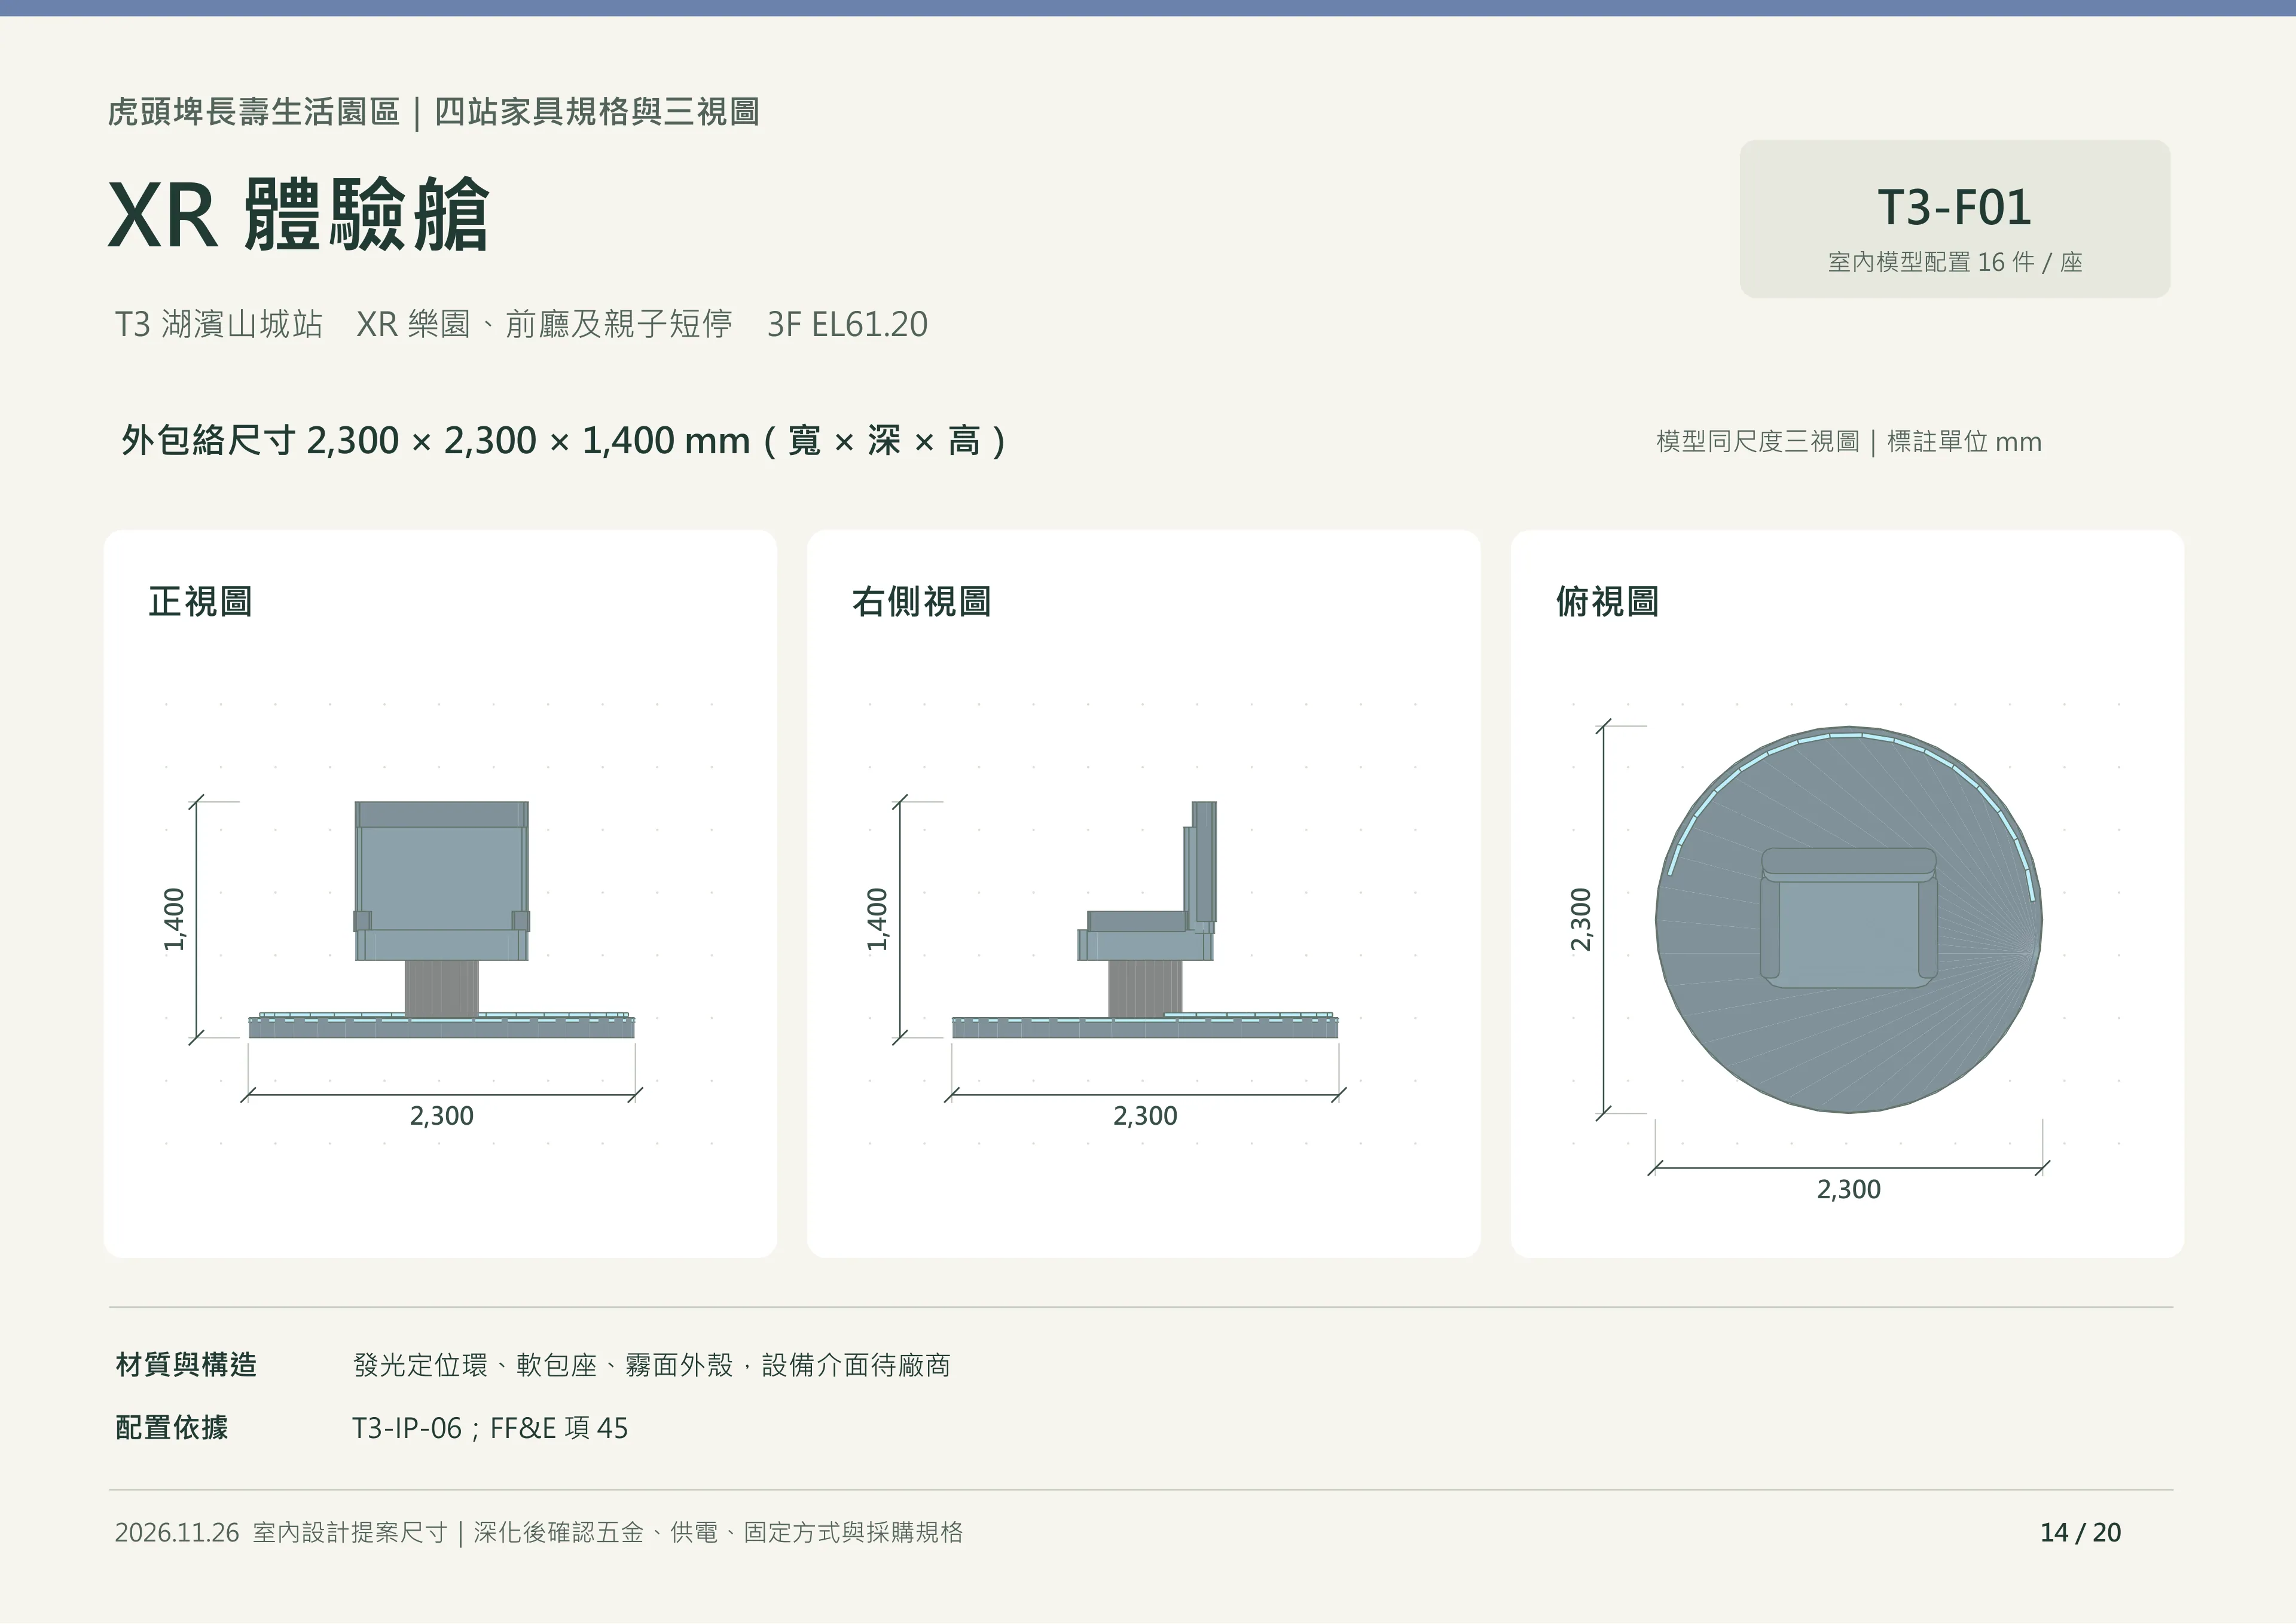 虎頭埤長壽生活園區｜四站家具規格與三視圖
XR 體驗艙
T3-F01
室內模型配置 16 件 / 座
T3 湖濱山城站　XR 樂園、前廳及親子短停　3F EL61.20
外包絡尺寸 2,300 × 2,300 × 1,400 mm ( 寬 × 深 × 高 )
模型同尺度三視圖｜標註單位 mm
正視圖
1,400
2,300
右側視圖
1,400
2,300
俯視圖
2,300
2,300
材質與構造　發光定位環、軟包座、霧面外殼，設備介面待廠商
配置依據　T3-IP-06；FF&E 項 45
2026.11.26 室內設計提案尺寸｜深化後確認五金、供電、固定方式與採購規格
14 / 20